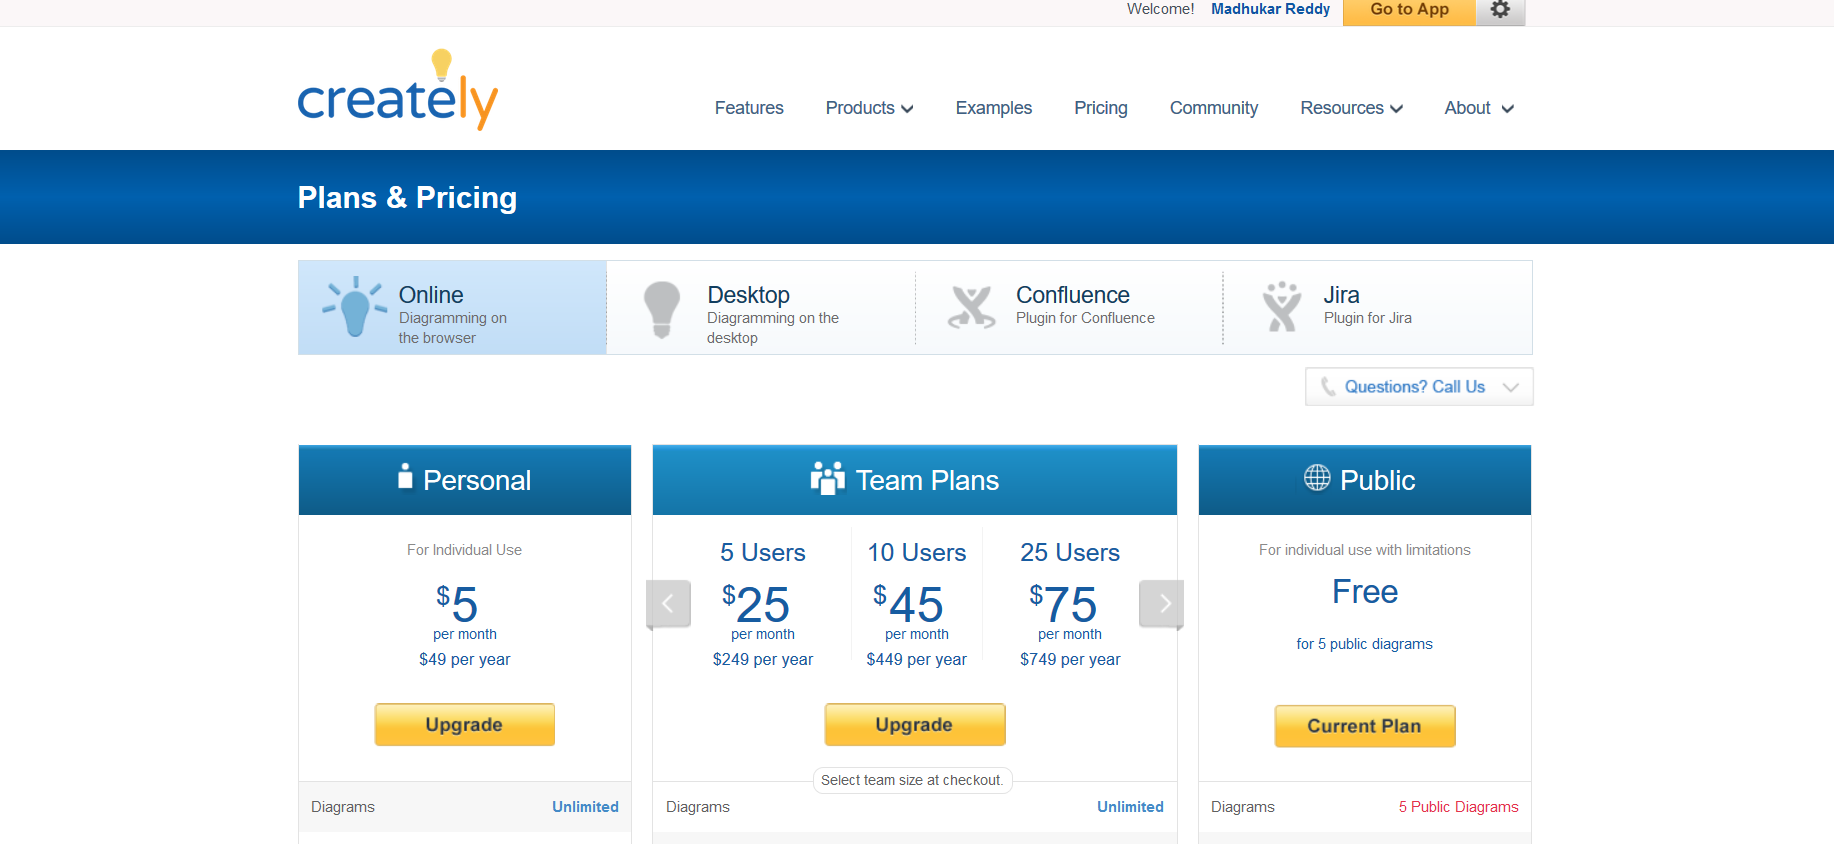 Welcome! Madhukar Reddy Go to App
creately
Features Products Examples Pricing Community Resources About
Plans & Pricing
Online
Diagramming on
the browser
Desktop
Diagramming on the
desktop
Confluence
Plugin for Confluence
Jira
Plugin for Jira
Questions? Call Us
Personal
For Individual Use
$5
per month
$49 per year
Upgrade
Diagrams Unlimited
Team Plans
5 Users 10 Users 25 Users
$25 $45 $75
per month per month per month
$249 per year $449 per year $749 per year
Upgrade
Select team size at checkout.
Diagrams Unlimited
Public
For individual use with limitations
Free
for 5 public diagrams
Current Plan
Diagrams 5 Public Diagrams